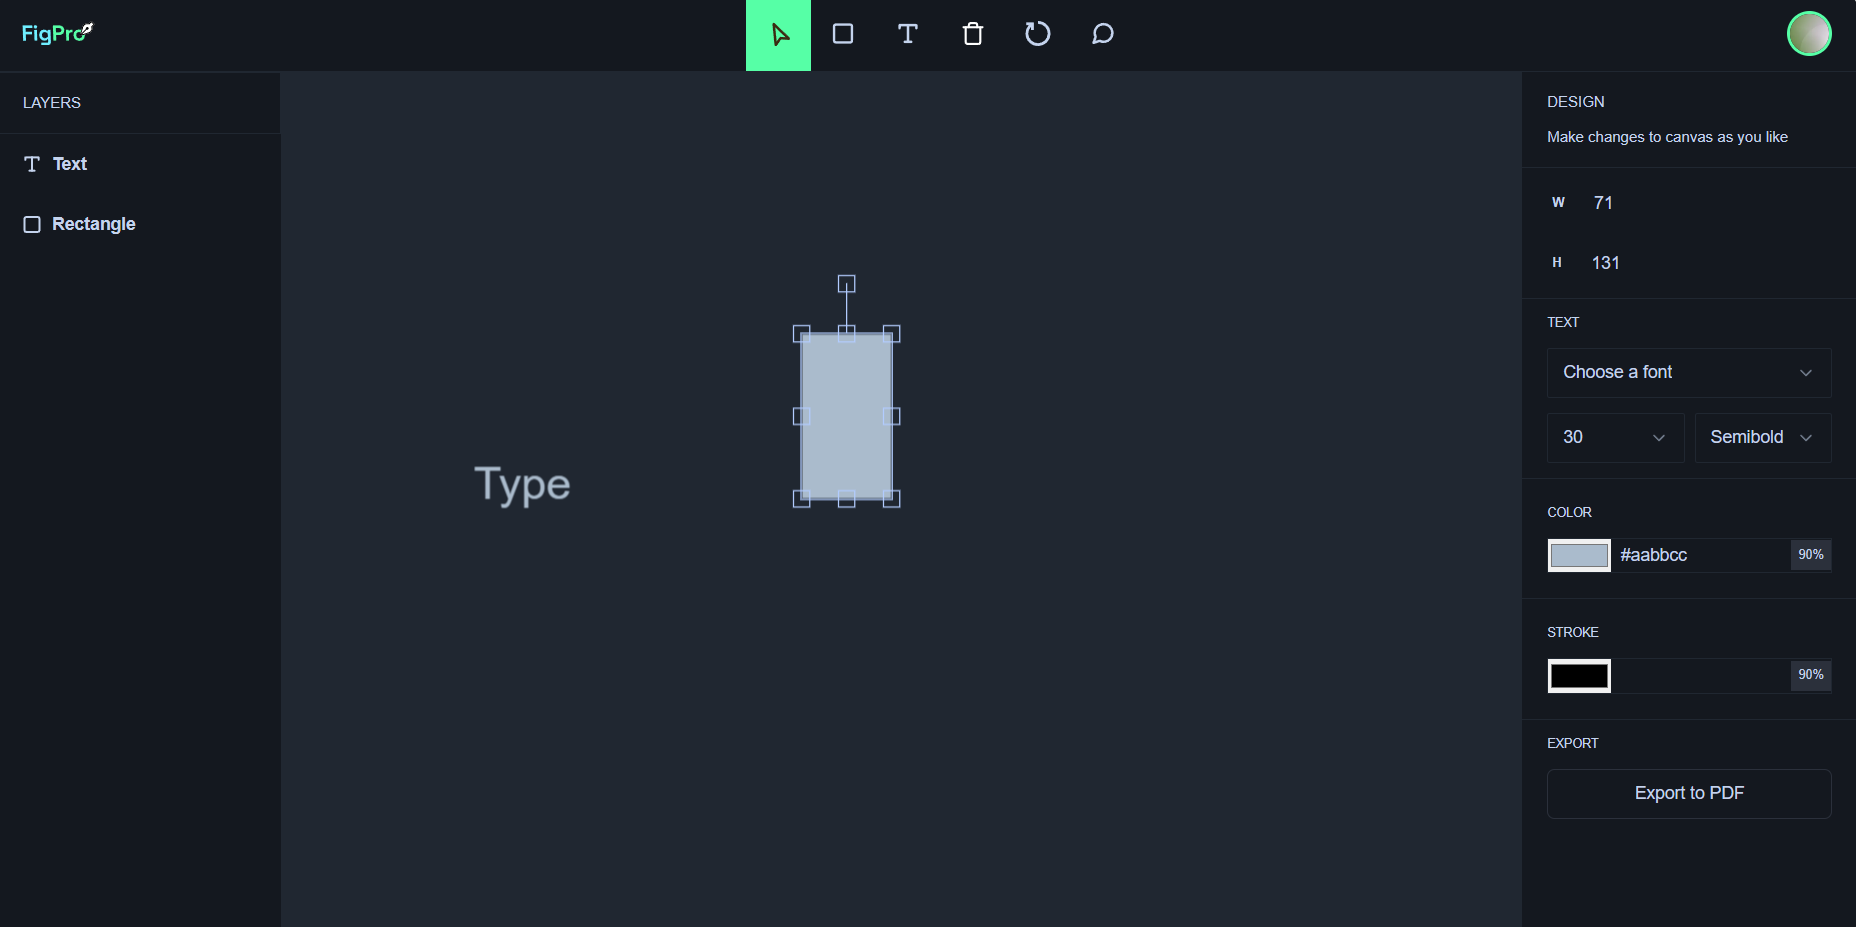 FigPro
LAYERS
Text
Rectangle
Type
DESIGN
Make changes to canvas as you like
W 71
H 131
TEXT
Choose a font
30 Semibold
COLOR
#aabbcc 90%
STROKE
90%
EXPORT
Export to PDF